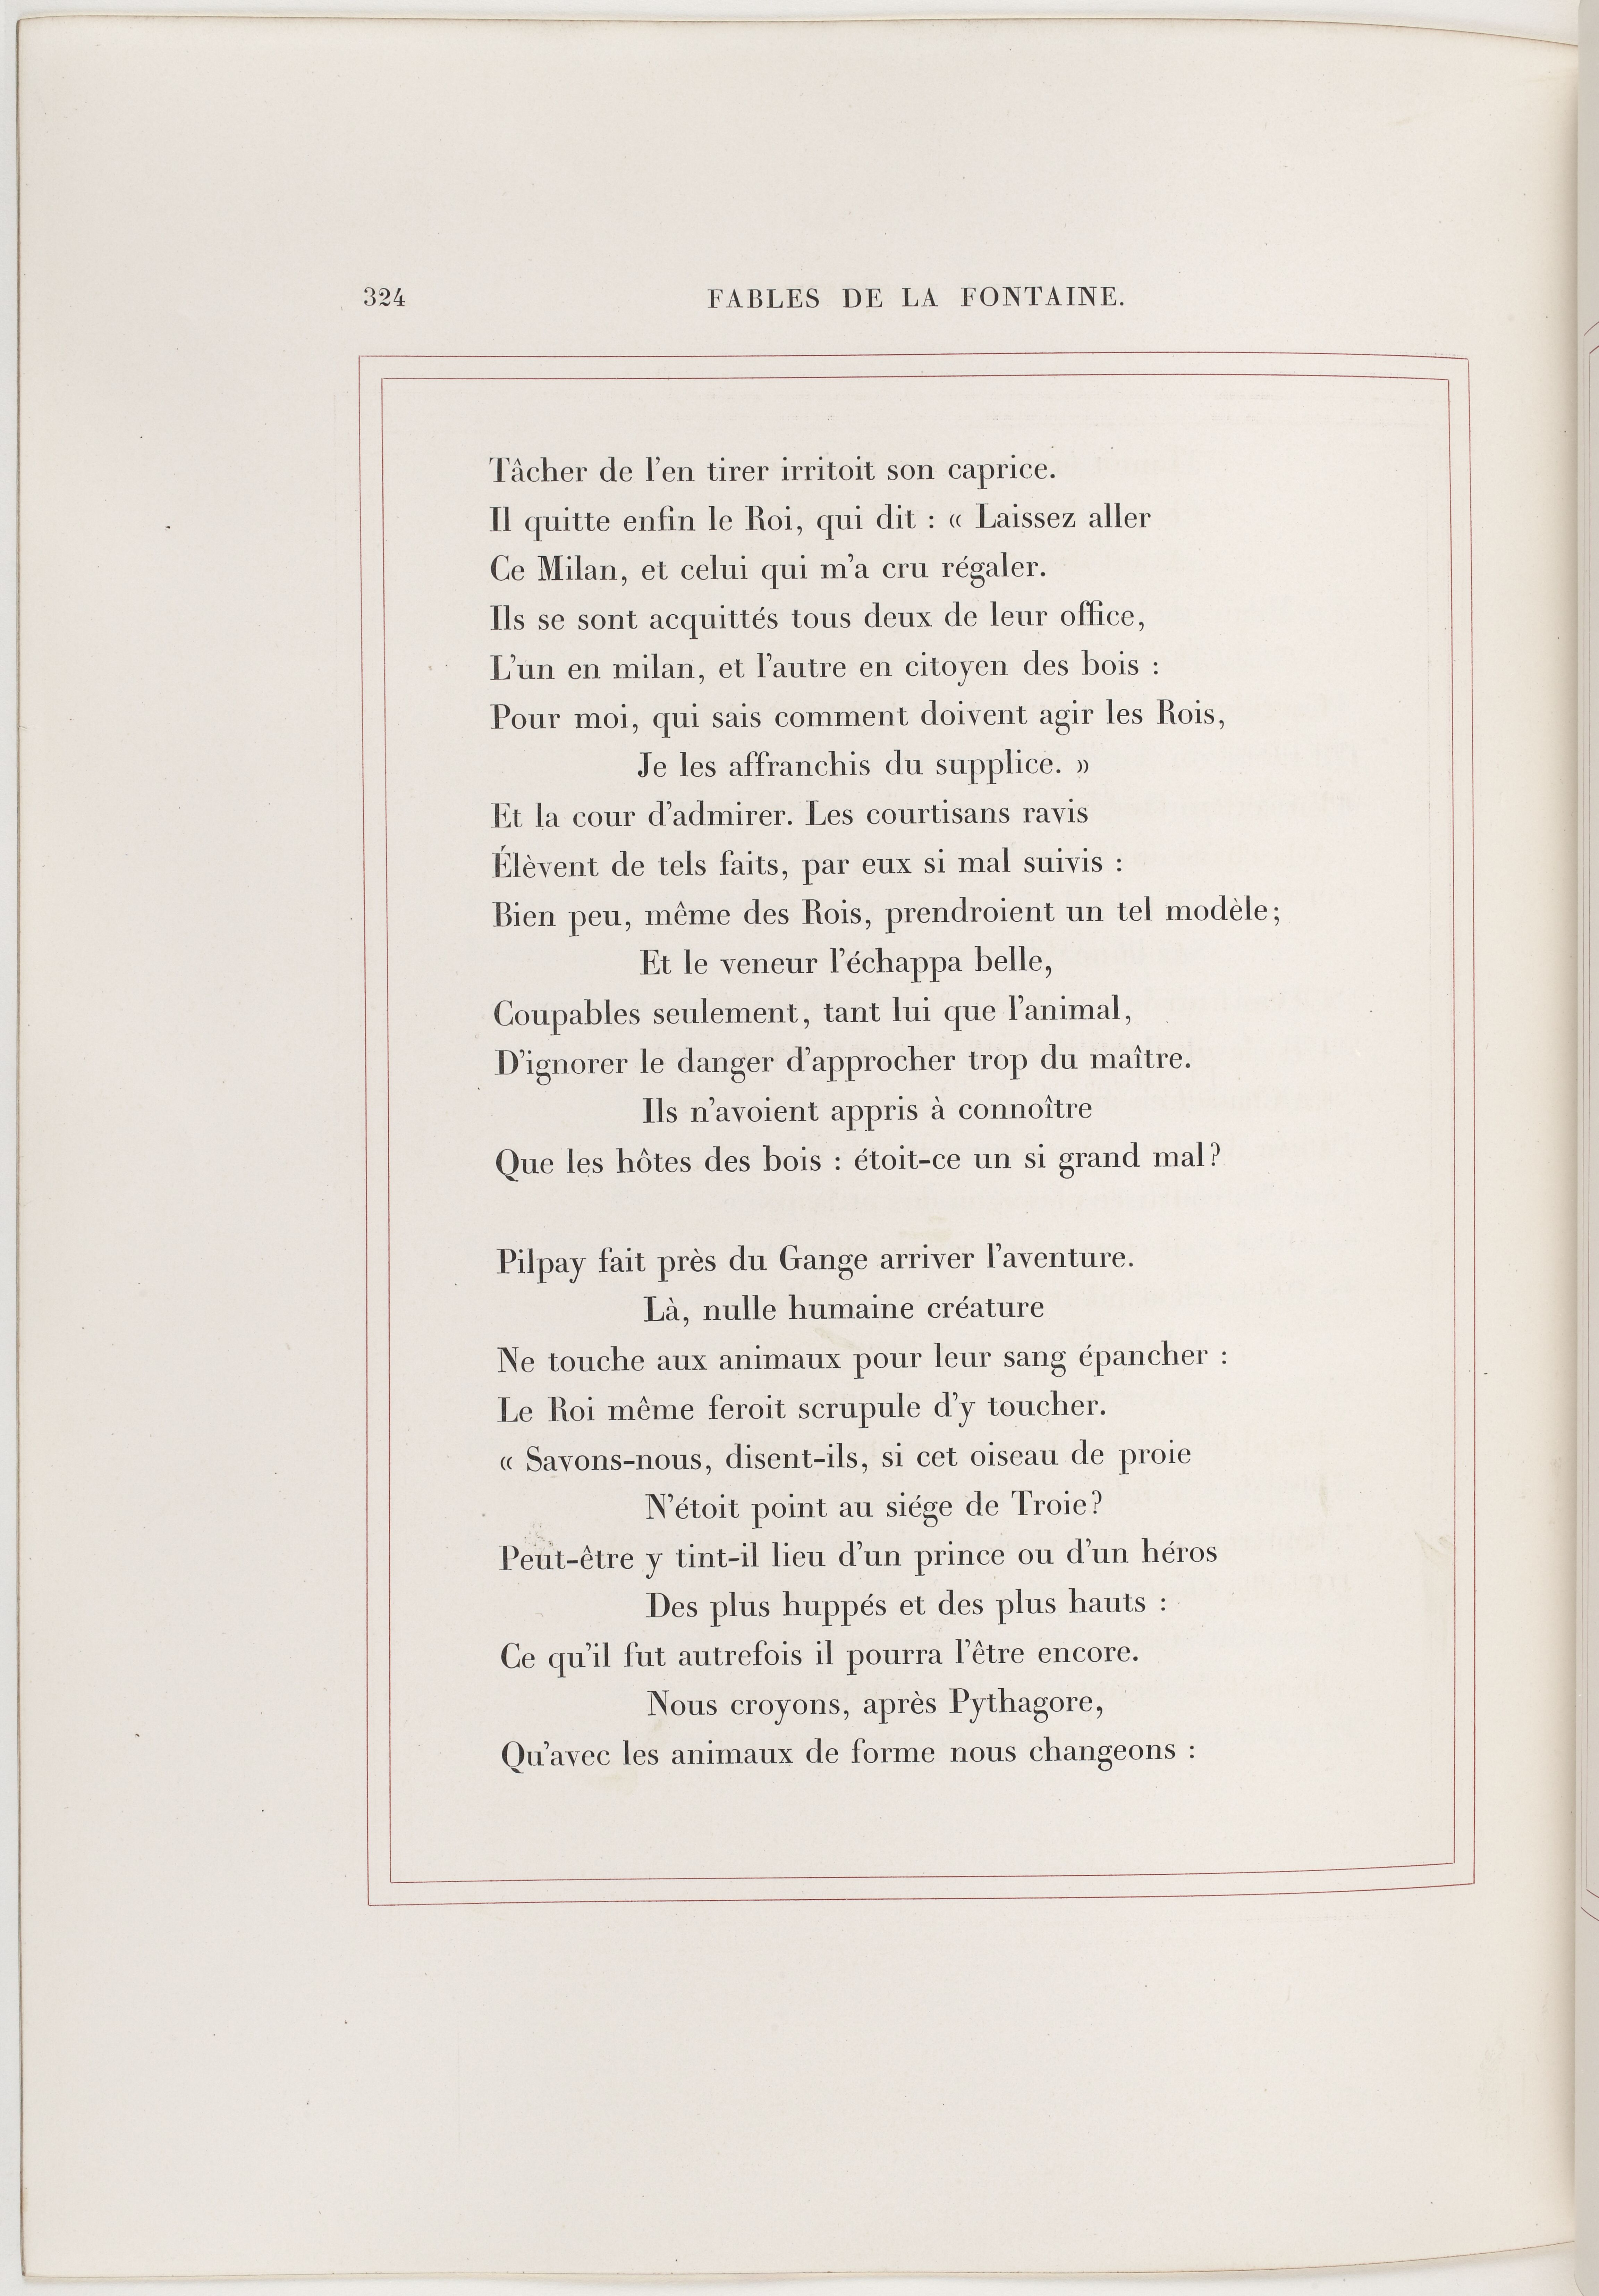 324
FABLES DE LA FONTAINE.
Tâcher de l'en tirer irritoit son caprice.
Il quitte enfin le Roi, qui dit : « Laissez aller
Ce Milan, et celui qui m'a cru régaler.
Ils se sont acquittés tous deux de leur office,
L'un en milan, et l'autre en citoyen des bois :
Pour moi, qui sais comment doivent agir les Rois,
Je les affranchis du supplice. »
Et la cour d'admirer. Les courtisans ravis
Élèvent de tels faits, par eux si mal suivis :
Bien peu, même des Rois, prendroient un tel modèle;
Et le veneur l'échappa belle,
Coupables seulement, tant lui que l'animal,
D'ignorer le danger d'approcher trop du maître.
Ils n'avoient appris à connoître
Que les hôtes des bois : étoit-ce un si grand mal?
Pilpay fait près du Gange arriver l'aventure.
Là, nulle humaine créature
Ne touche aux animaux pour leur sang épancher :
Le Roi même feroit scrupule d'y toucher.
« Savons-nous, disent-ils, si cet oiseau de proie
N'étoit point au siége de Troie?
Peut-être y tint-il lieu d'un prince ou d'un héros
Des plus huppés et des plus hauts :
Ce qu'il fut autrefois il pourra l'être encore.
Nous croyons, après Pythagore,
Qu'avec les animaux de forme nous changeons :